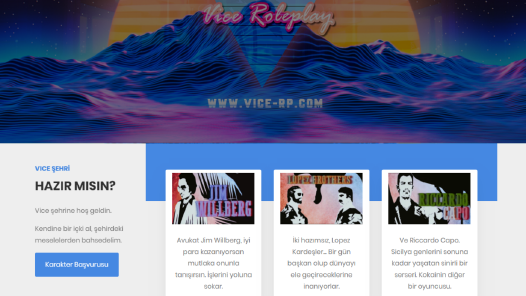 Vice Roleplay
WWW.VICE-RP.COM
VICE ŞEHRİ
HAZIR MISIN?
Vice şehrine hoş geldin.
Kendine bir içki al, şehirdeki
meselelerden bahsedelim.
Karakter Başvurusu
JIM
WILLBERG
Avukat Jim Willberg, iyi
para kazanıyorsan
mutlaka onunla
tanışırsın. İşlerini yoluna
sokar.
LOPEZ BROTHERS
İki hazımsız, Lopez
Kardeşler... Bir gün
başkan olup dünyayı
ele geçireceklerine
inanıyorlar.
RICCARDO
CAPO
Ve Riccardo Capo.
Sicilya genlerini sonuna
kadar yaşatan sinirli bir
serseri. Kokainin diğer
bir oyuncusu.